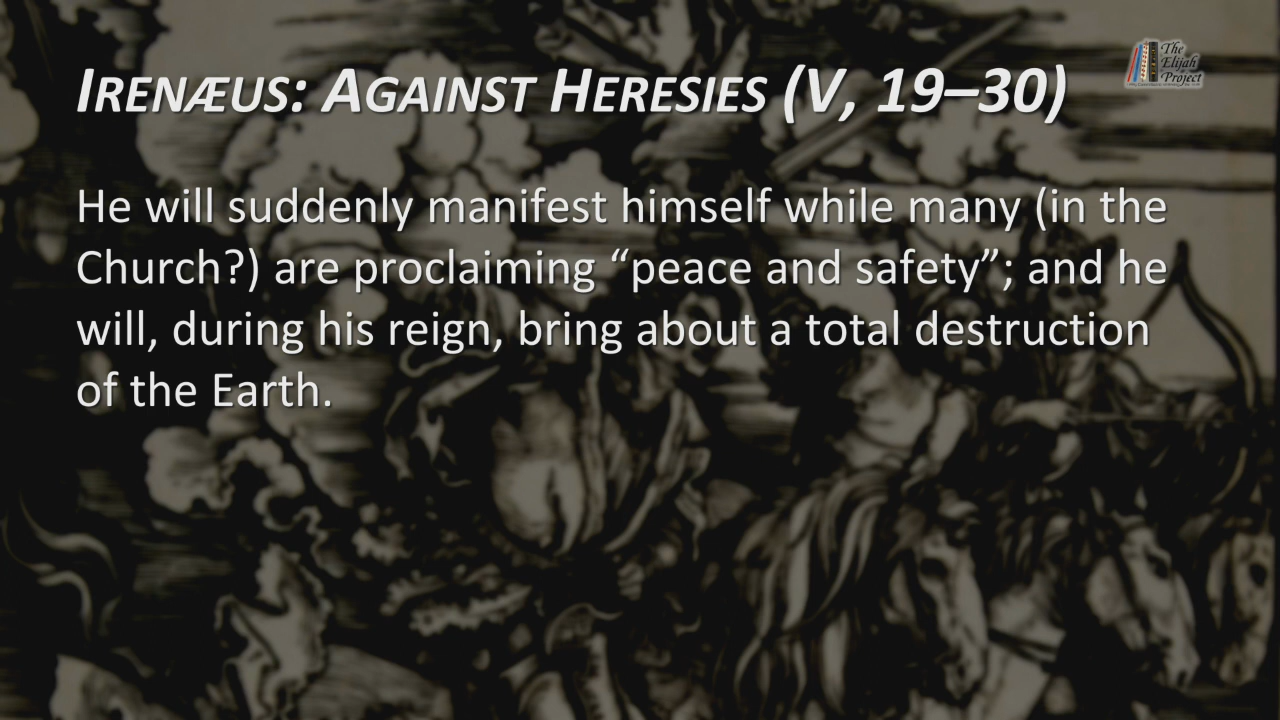 IRENÆUS: AGAINST HERESIES (V, 19–30)
The
Elijah
Project
He will suddenly manifest himself while many (in the
Church?) are proclaiming “peace and safety”; and he
will, during his reign, bring about a total destruction
of the Earth.